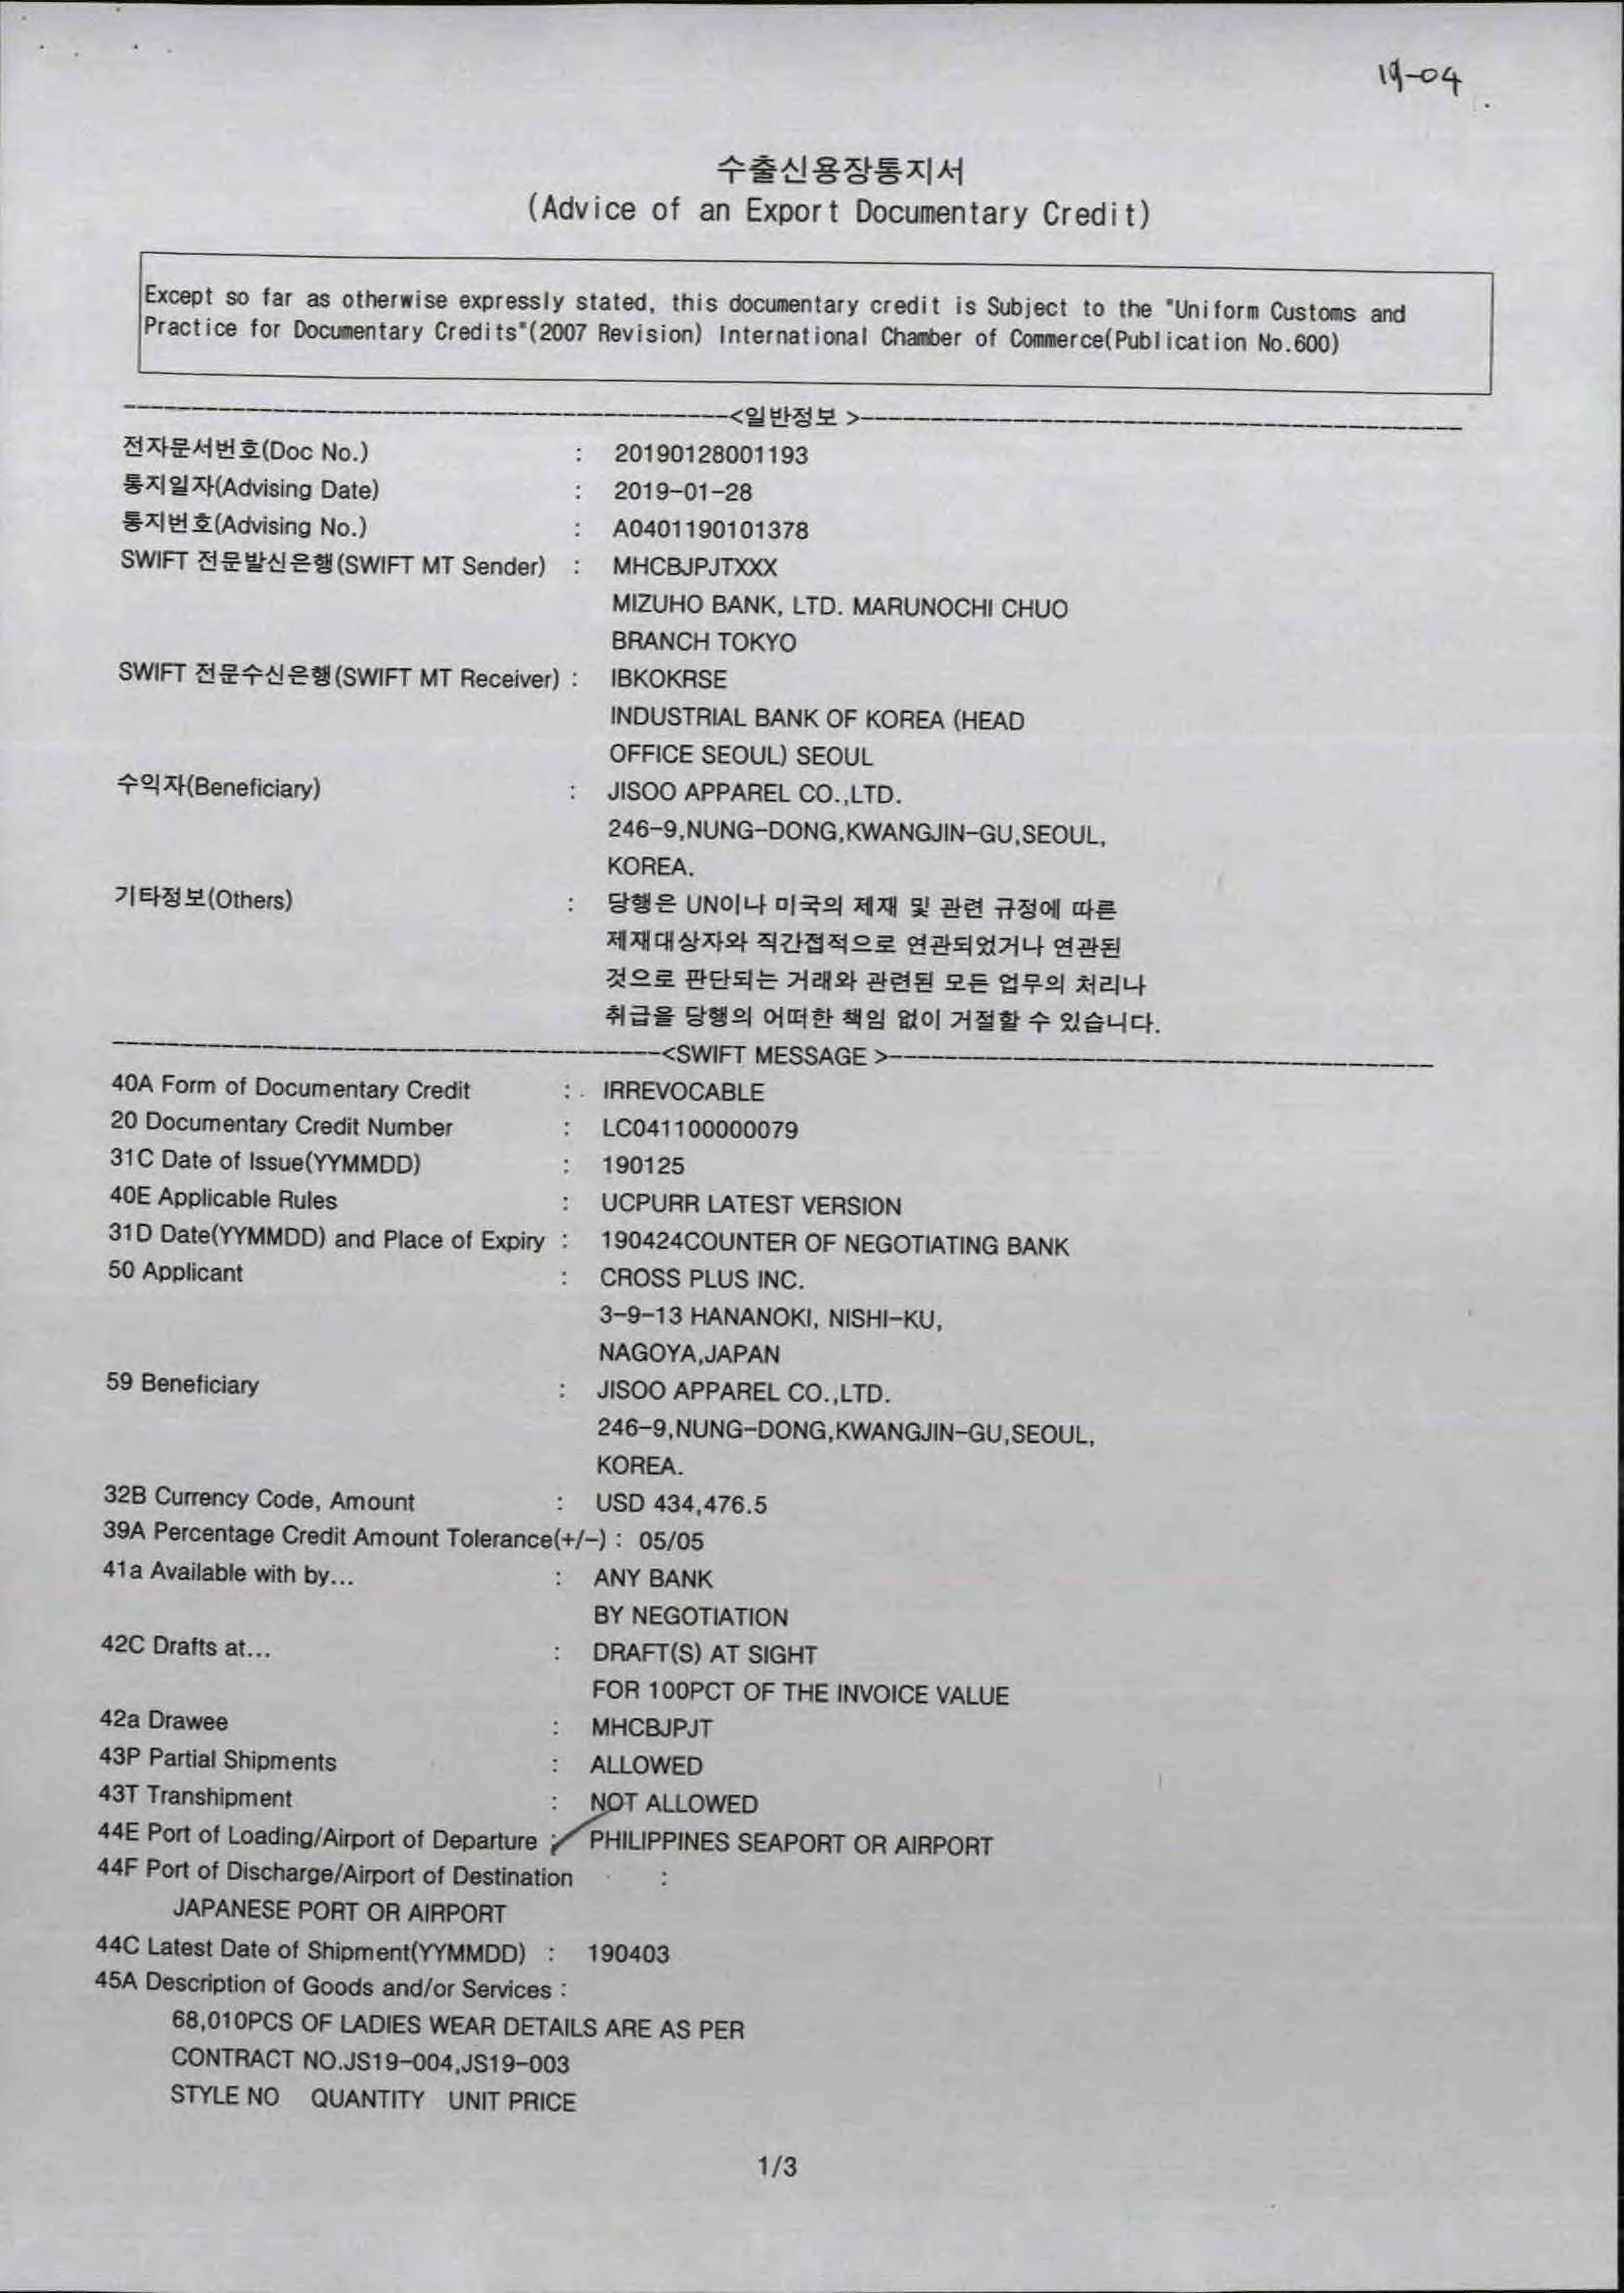 19-04
수출신용장통지서
(Advice of an Export Documentary Credit)
Except so far as otherwise expressly stated, this documentary credit is Subject to the "Uniform Customs and
Practice for Documentary Credits"(2007 Revision) International Chamber of Commerce(Publication No.600)
<일반정보 >
전자문서번호(Doc No.) : 20190128001193
통지일자(Advising Date) : 2019-01-28
통지번호(Advising No.) : A0401190101378
SWIFT 전문발신은행(SWIFT MT Sender) : MHCBJPJTXXX
MIZUHO BANK, LTD. MARUNOCHI CHUO
BRANCH TOKYO
SWIFT 전문수신은행(SWIFT MT Receiver) : IBKOKRSE
INDUSTRIAL BANK OF KOREA (HEAD
OFFICE SEOUL) SEOUL
수익자(Beneficiary) : JISOO APPAREL CO.,LTD.
246-9,NUNG-DONG,KWANGJIN-GU,SEOUL,
KOREA.
기타정보(Others) : 당행은 UN이나 미국의 제재 및 관련 규정에 따른
제재대상자와 직간접적으로 연관되었거나 연관된
것으로 판단되는 거래와 관련된 모든 업무의 처리나
취급을 당행의 어떠한 책임 없이 거절할 수 있습니다.
<SWIFT MESSAGE >
40A Form of Documentary Credit : IRREVOCABLE
20 Documentary Credit Number : LC041100000079
31C Date of Issue(YYMMDD) : 190125
40E Applicable Rules : UCPURR LATEST VERSION
31D Date(YYMMDD) and Place of Expiry : 190424COUNTER OF NEGOTIATING BANK
50 Applicant : CROSS PLUS INC.
3-9-13 HANANOKI, NISHI-KU,
NAGOYA,JAPAN
59 Beneficiary : JISOO APPAREL CO.,LTD.
246-9,NUNG-DONG,KWANGJIN-GU,SEOUL,
KOREA.
32B Currency Code, Amount : USD 434,476.5
39A Percentage Credit Amount Tolerance(+/-) : 05/05
41a Available with by... : ANY BANK
BY NEGOTIATION
42C Drafts at... : DRAFT(S) AT SIGHT
FOR 100PCT OF THE INVOICE VALUE
42a Drawee : MHCBJPJT
43P Partial Shipments : ALLOWED
43T Transhipment : NOT ALLOWED
44E Port of Loading/Airport of Departure : PHILIPPINES SEAPORT OR AIRPORT
44F Port of Discharge/Airport of Destination :
JAPANESE PORT OR AIRPORT
44C Latest Date of Shipment(YYMMDD) : 190403
45A Description of Goods and/or Services :
68,010PCS OF LADIES WEAR DETAILS ARE AS PER
CONTRACT NO.JS19-004,JS19-003
STYLE NO QUANTITY UNIT PRICE
1/3